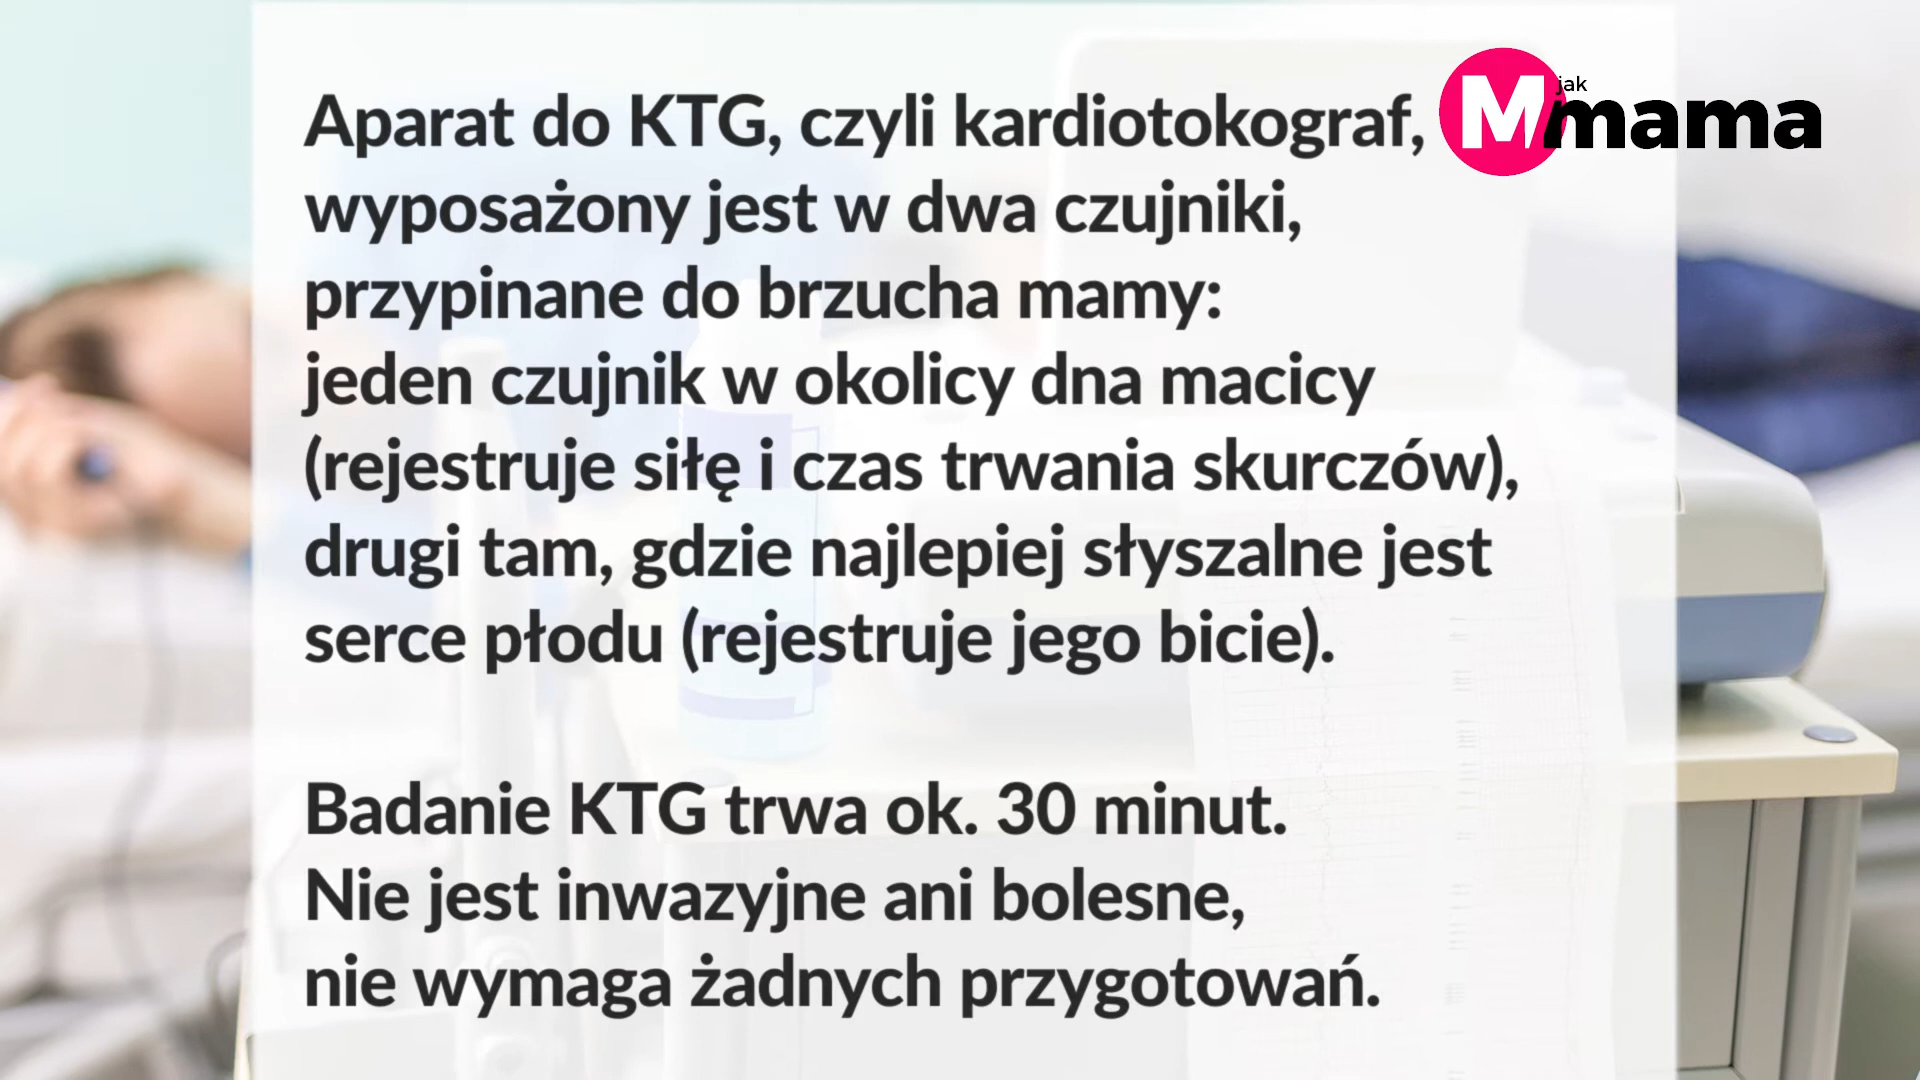 Aparat do KTG, czyli kardiotokograf,
wyposażony jest w dwa czujniki,
przypinane do brzucha mamy:
jeden czujnik w okolicy dna macicy
(rejestruje siłę i czas trwania skurczów),
drugi tam, gdzie najlepiej słyszalne jest
serce płodu (rejestruje jego bicie).
Badanie KTG trwa ok. 30 minut.
Nie jest inwazyjne ani bolesne,
nie wymaga żadnych przygotowań.
M jak mama